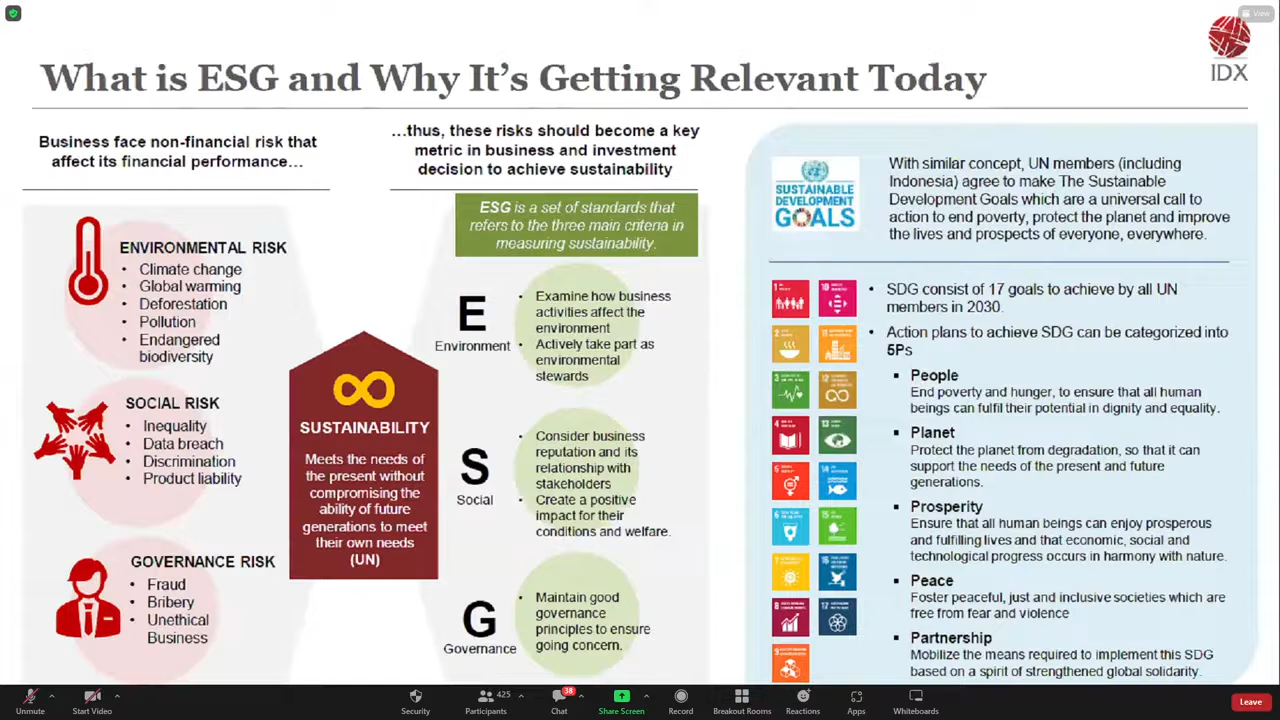 View
IDX
What is ESG and Why It's Getting Relevant Today
Business face non-financial risk that
affect its financial performance…
ENVIRONMENTAL RISK
• Climate change
• Global warming
• Deforestation
• Pollution
• Endangered
biodiversity
SOCIAL RISK
• Inequality
• Data breach
• Discrimination
• Product liability
GOVERNANCE RISK
• Fraud
• Bribery
• Unethical
Business
SUSTAINABILITY
Meets the needs of
the present without
compromising the
ability of future
generations to meet
their own needs
(UN)
…thus, these risks should become a key
metric in business and investment
decision to achieve sustainability
ESG is a set of standards that
refers to the three main criteria in
measuring sustainability.
E
Environment
• Examine how business
activities affect the
environment
• Actively take part as
environmental
stewards
S
Social
• Consider business
reputation and its
relationship with
stakeholders
• Create a positive
impact for their
conditions and welfare.
G
Governance
• Maintain good
governance
principles to ensure
going concern.
SUSTAINABLE
DEVELOPMENT
GOALS
With similar concept, UN members (including
Indonesia) agree to make The Sustainable
Development Goals which are a universal call to
action to end poverty, protect the planet and improve
the lives and prospects of everyone, everywhere.
• SDG consist of 17 goals to achieve by all UN
members in 2030.
• Action plans to achieve SDG can be categorized into
5Ps
▪ People
End poverty and hunger, to ensure that all human
beings can fulfil their potential in dignity and equality.
▪ Planet
Protect the planet from degradation, so that it can
support the needs of the present and future
generations.
▪ Prosperity
Ensure that all human beings can enjoy prosperous
and fulfilling lives and that economic, social and
technological progress occurs in harmony with nature.
▪ Peace
Foster peaceful, just and inclusive societies which are
free from fear and violence
▪ Partnership
Mobilize the means required to implement this SDG
based on a spirit of strengthened global solidarity.
Unmute
Start Video
Security
425
Participants
38
Chat
Share Screen
Record
Breakout Rooms
Reactions
Apps
Whiteboards
Leave